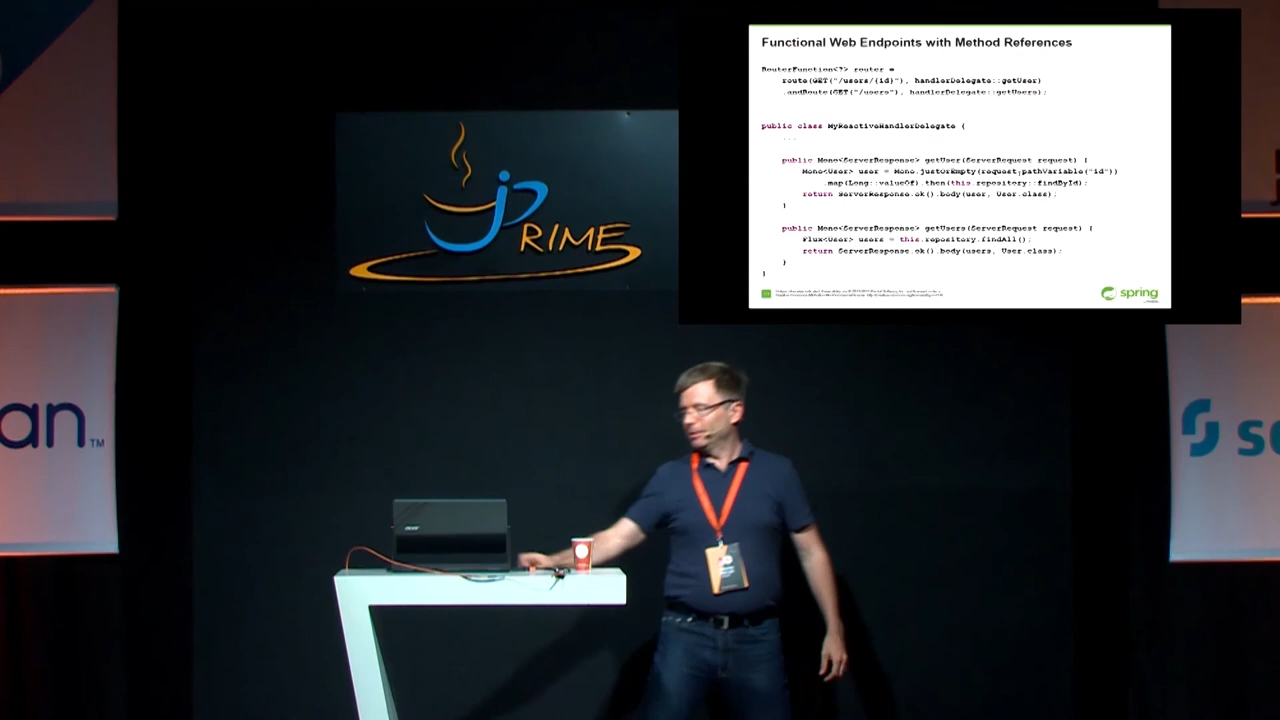 Functional Web Endpoints with Method References
RouterFunction<?> router =
route(GET("/users/{id}"), handlerDelegate::getUser)
.andRoute(GET("/users"), handlerDelegate::getUsers);
public class MyReactiveHandlerDelegate {
...
public Mono<ServerResponse> getUser(ServerRequest request) {
Mono<User> user = Mono.justOrEmpty(request.pathVariable("id"))
.map(Long::valueOf).then(this.repository::findById);
return ServerResponse.ok().body(user, User.class);
}
public Mono<ServerResponse> getUsers(ServerRequest request) {
Flux<User> users = this.repository.findAll();
return ServerResponse.ok().body(users, User.class);
}
}
spring
jPRIME
an™
acer